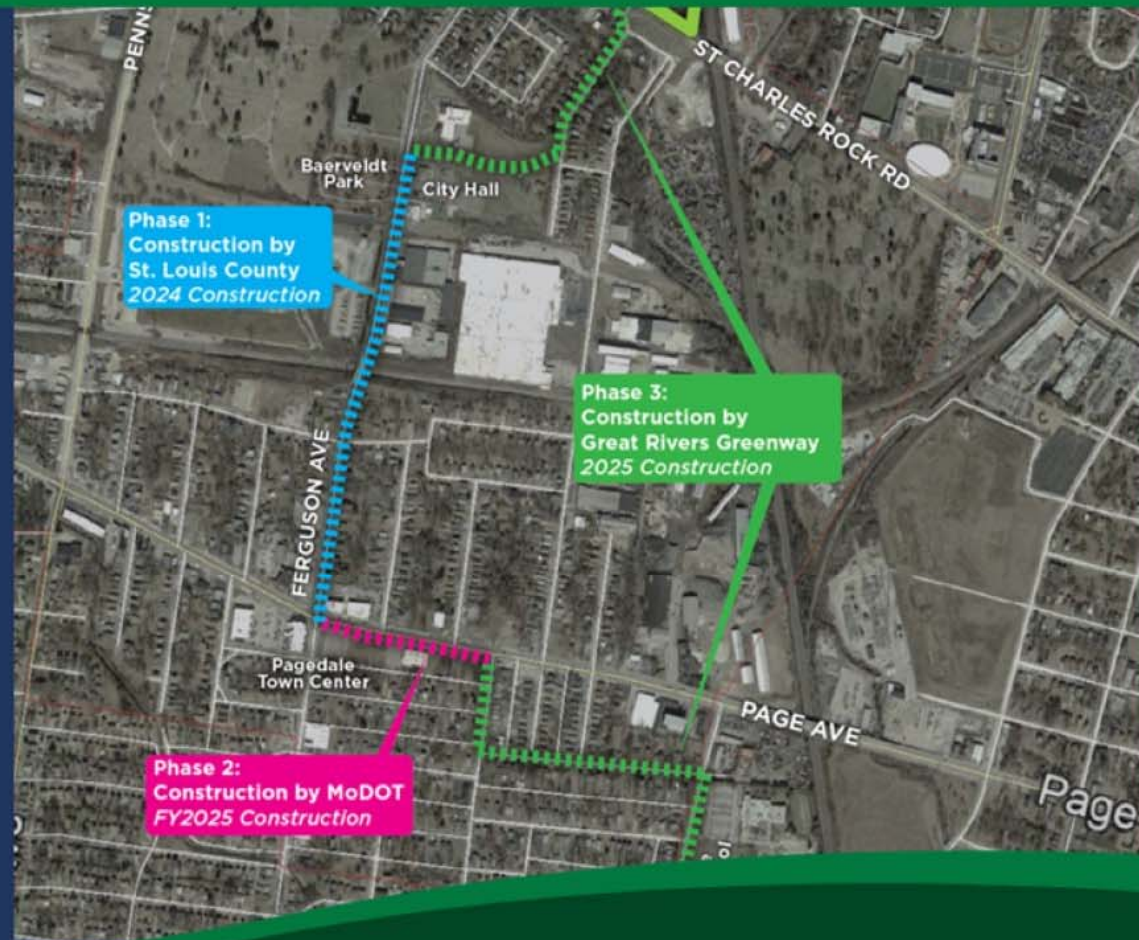 PENNS
ST CHARLES ROCK RD
Baerveldt
Park
City Hall
Phase 1:
Construction by
St. Louis County
2024 Construction
Phase 3:
Construction by
Great Rivers Greenway
2025 Construction
FERGUSON AVE
Pagedale
Town Center
PAGE AVE
Page
Phase 2:
Construction by MoDOT
FY2025 Construction